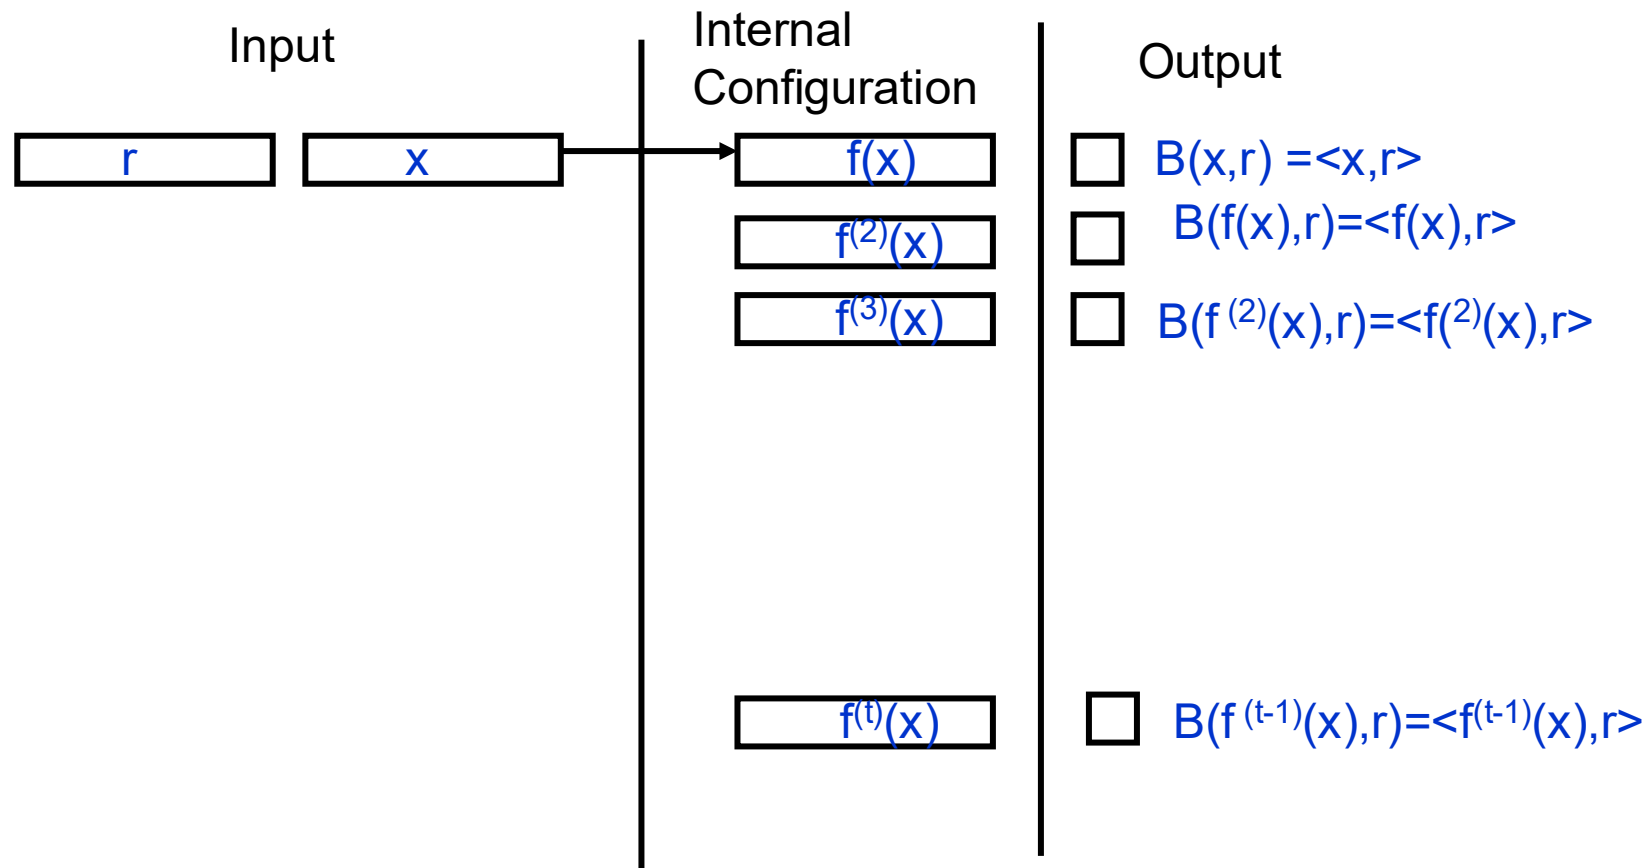 Input
Internal
Configuration
Output
r
x
f(x)
B(x,r) =<x,r>
f(2)(x)
B(f(x),r)=<f(x),r>
f(3)(x)
B(f (2)(x),r)=<f(2)(x),r>
f(t)(x)
B(f (t-1)(x),r)=<f(t-1)(x),r>